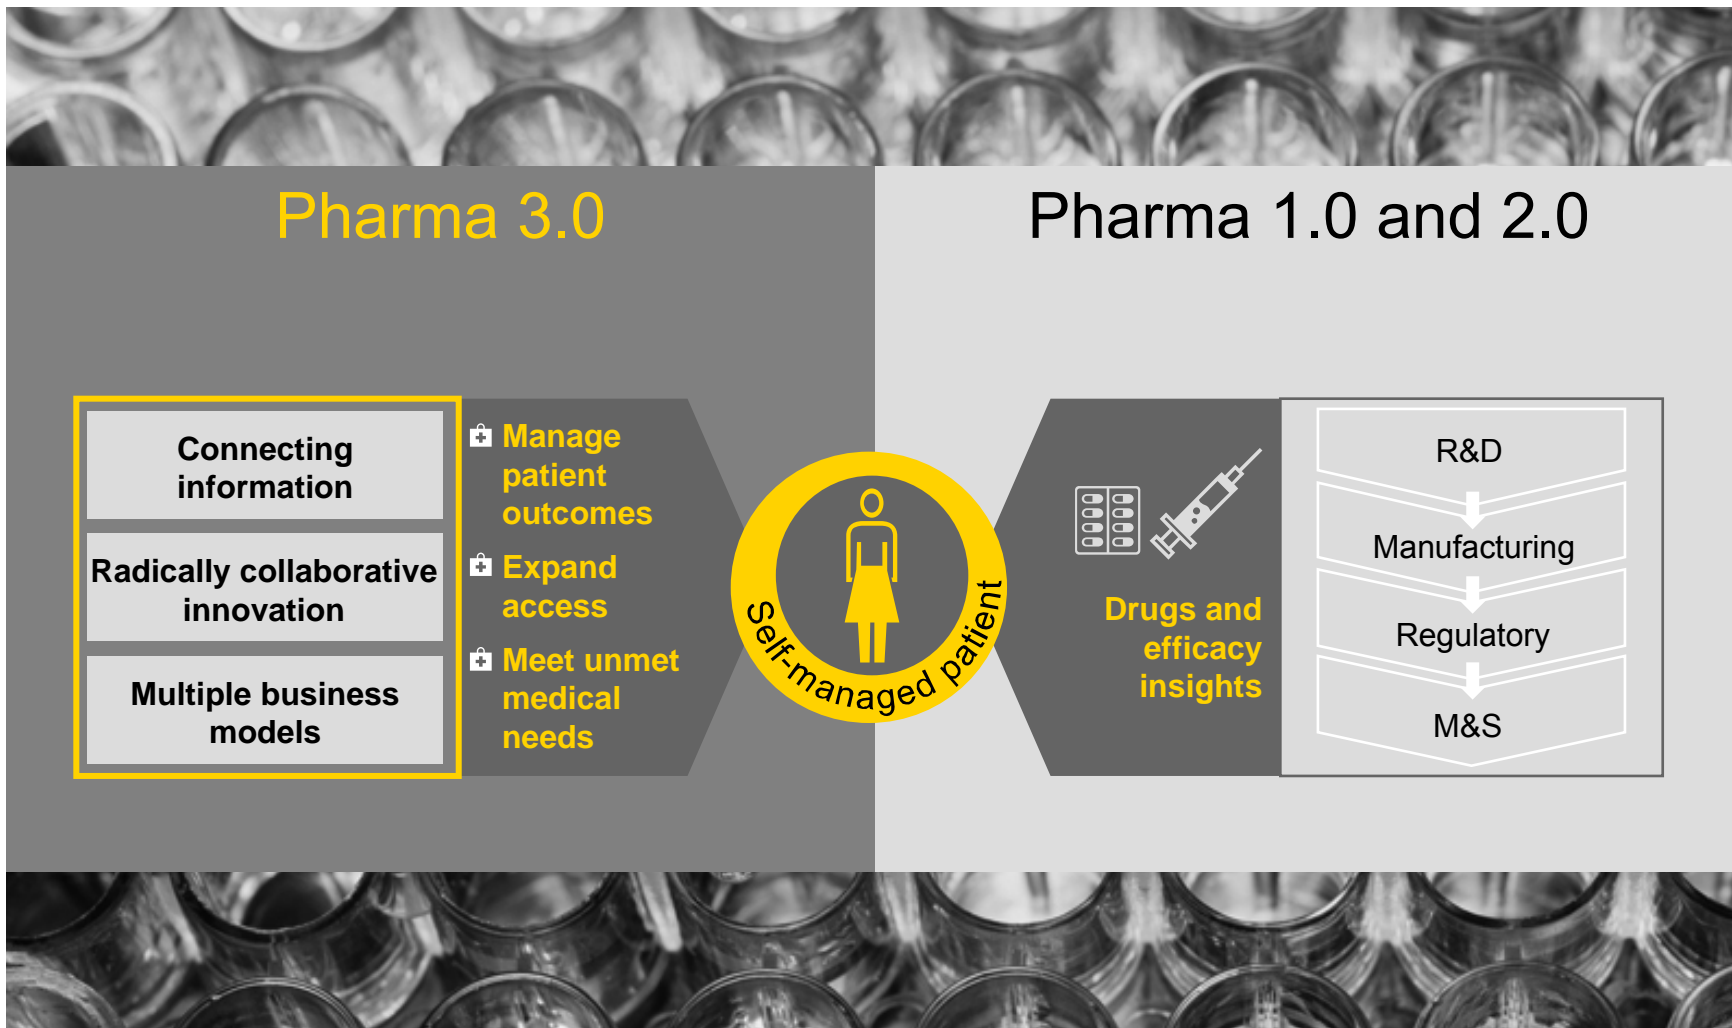 Pharma 3.0
Connecting
information
Radically collaborative
innovation
Multiple business
models
Manage
patient
outcomes
Expand
access
Meet unmet
medical
needs
Self-managed patient
Pharma 1.0 and 2.0
Drugs and
efficacy
insights
R&D
Manufacturing
Regulatory
M&S